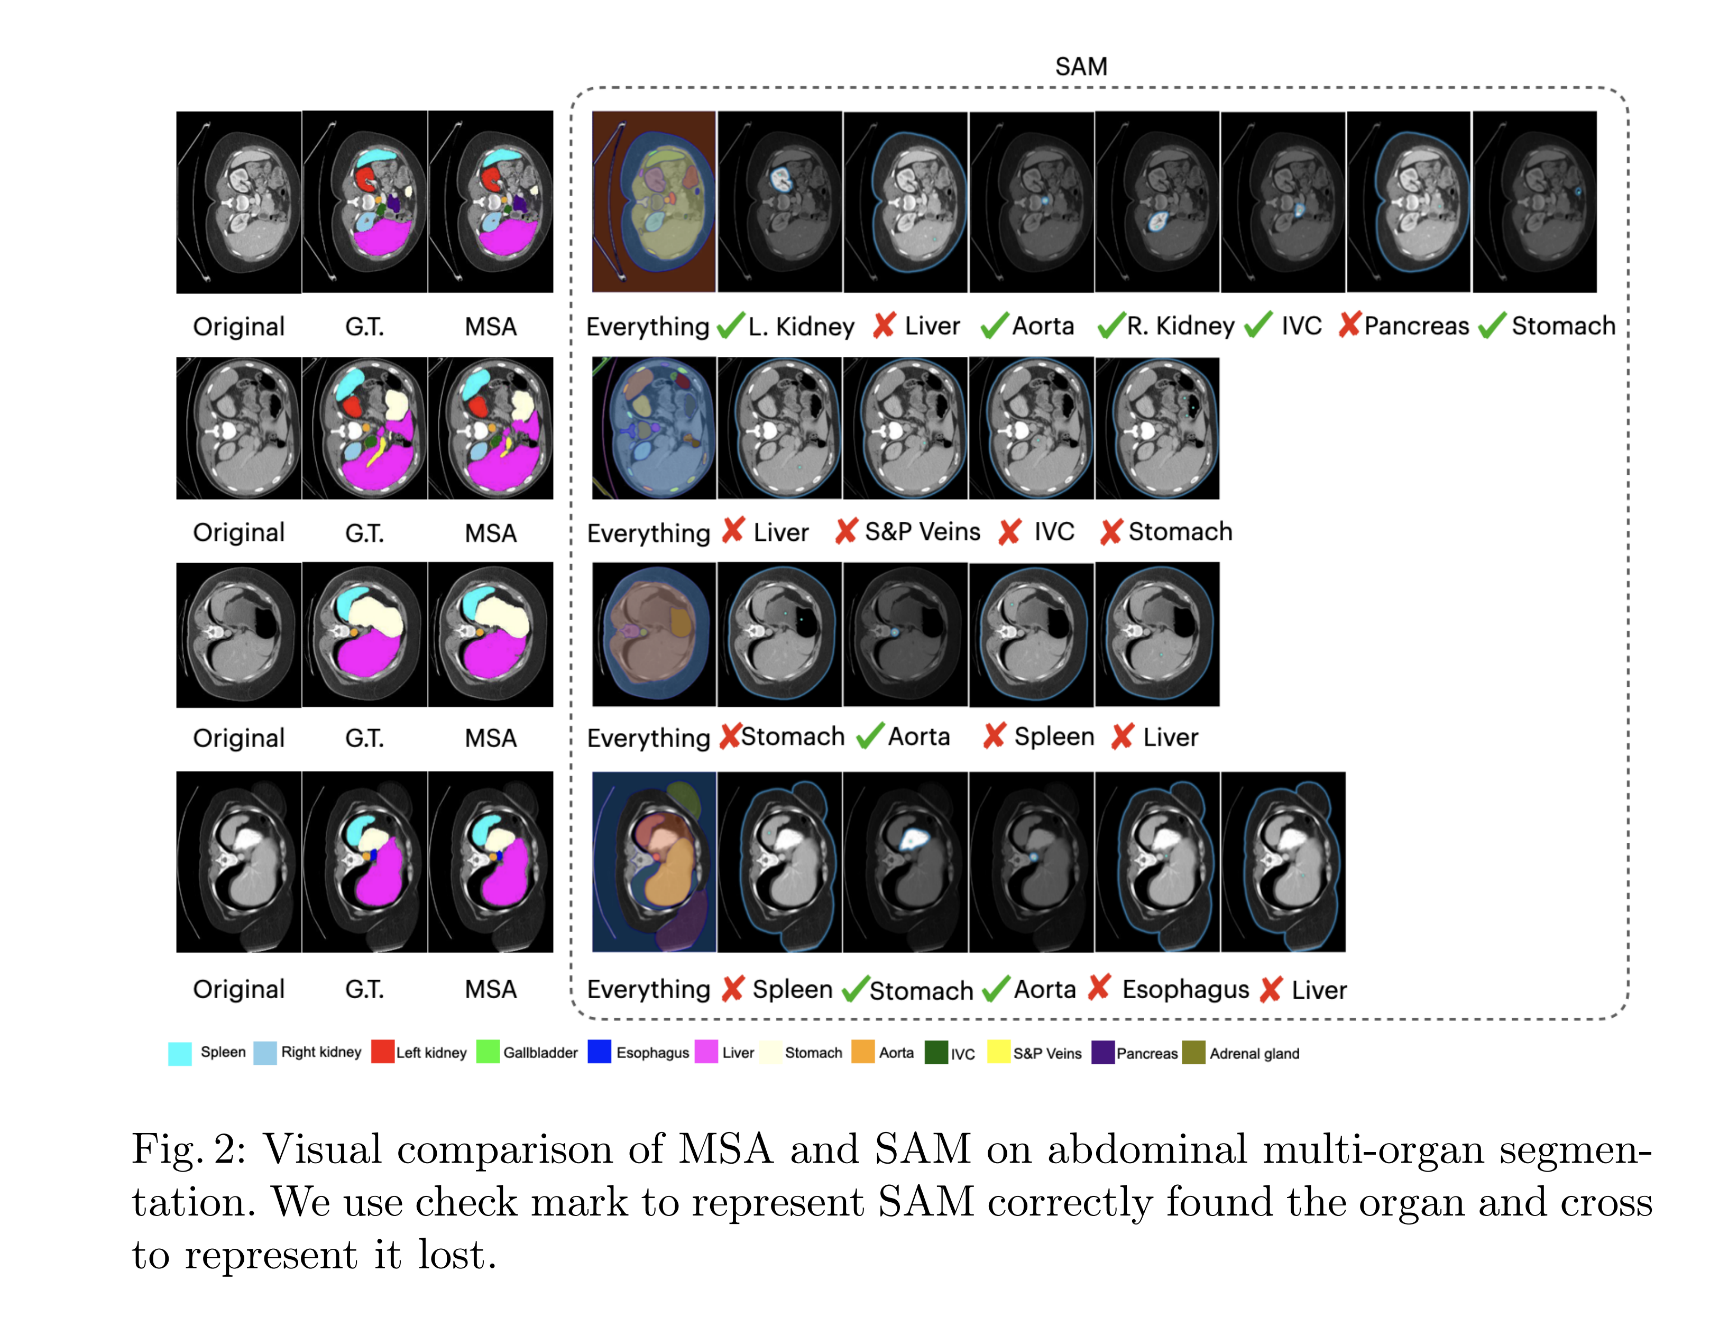 SAM
Original G.T. MSA Everything ✓ L. Kidney ✗ Liver ✓ Aorta ✓ R. Kidney ✓ IVC ✗ Pancreas ✓ Stomach
Original G.T. MSA Everything ✗ Liver ✗ S&P Veins ✗ IVC ✗ Stomach
Original G.T. MSA Everything ✗ Stomach ✓ Aorta ✗ Spleen ✗ Liver
Original G.T. MSA Everything ✗ Spleen ✓ Stomach ✓ Aorta ✗ Esophagus ✗ Liver
Spleen Right kidney Left kidney Gallbladder Esophagus Liver Stomach Aorta IVC S&P Veins Pancreas Adrenal gland
Fig. 2: Visual comparison of MSA and SAM on abdominal multi-organ segmen-
tation. We use check mark to represent SAM correctly found the organ and cross
to represent it lost.